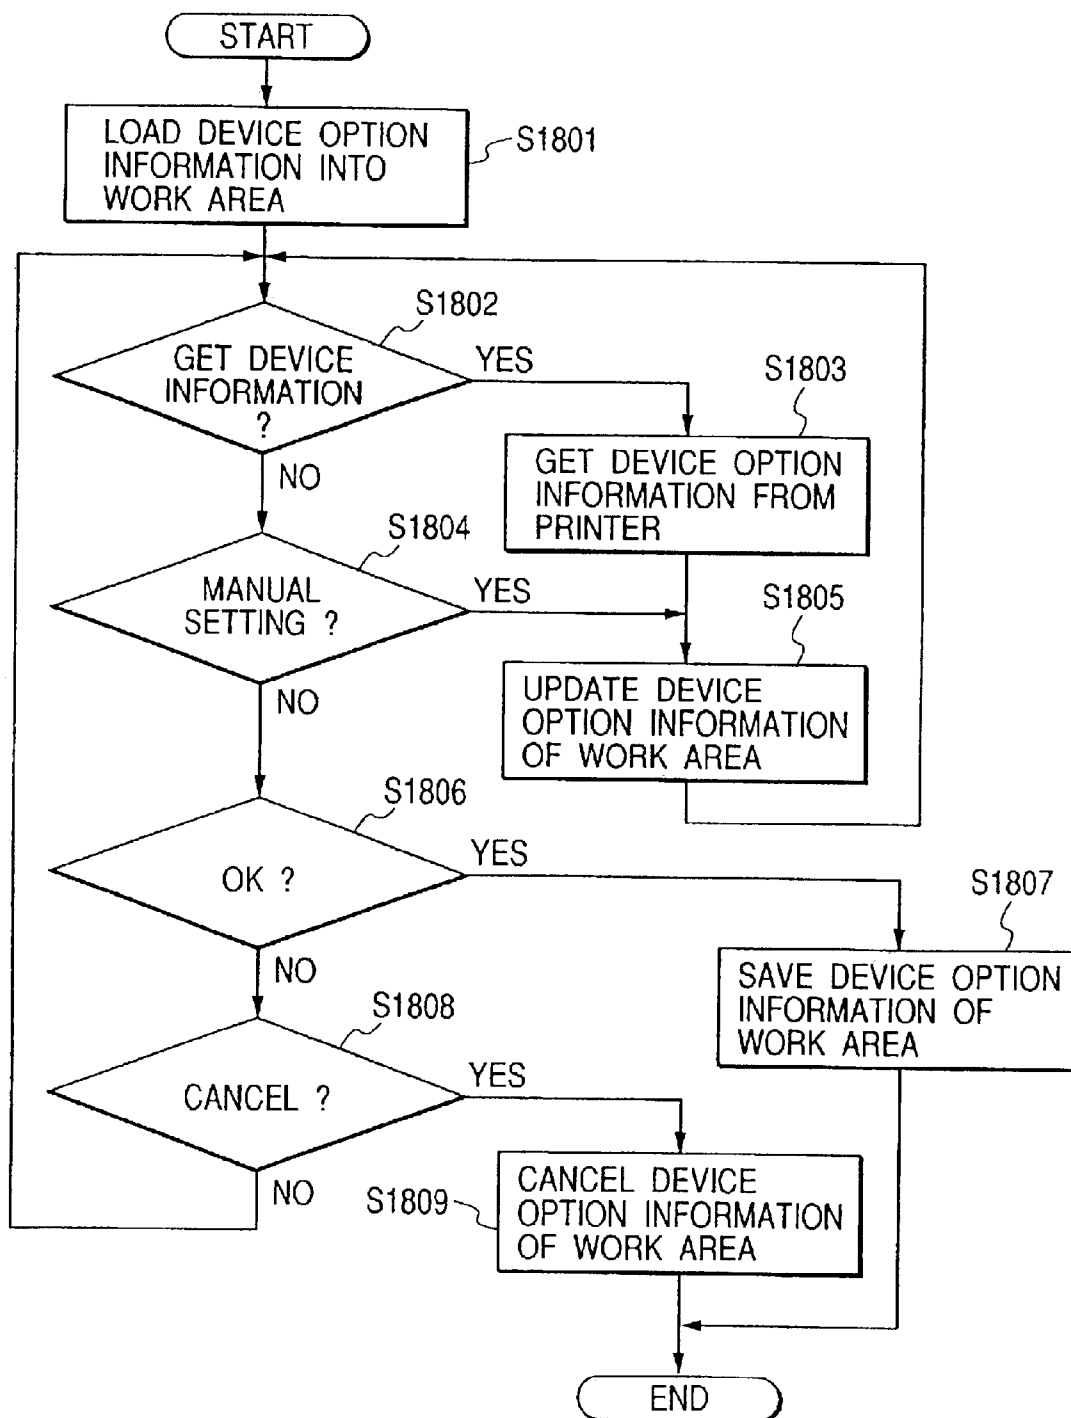 START
LOAD DEVICE OPTION
INFORMATION INTO
WORK AREA
S1801
S1802
GET DEVICE
INFORMATION
?
YES
NO
S1803
GET DEVICE OPTION
INFORMATION FROM
PRINTER
S1804
MANUAL
SETTING ?
YES
NO
S1805
UPDATE DEVICE
OPTION INFORMATION
OF WORK AREA
S1806
OK ?
YES
NO
S1807
SAVE DEVICE OPTION
INFORMATION OF
WORK AREA
S1808
CANCEL ?
YES
NO
S1809
CANCEL DEVICE
OPTION INFORMATION
OF WORK AREA
END